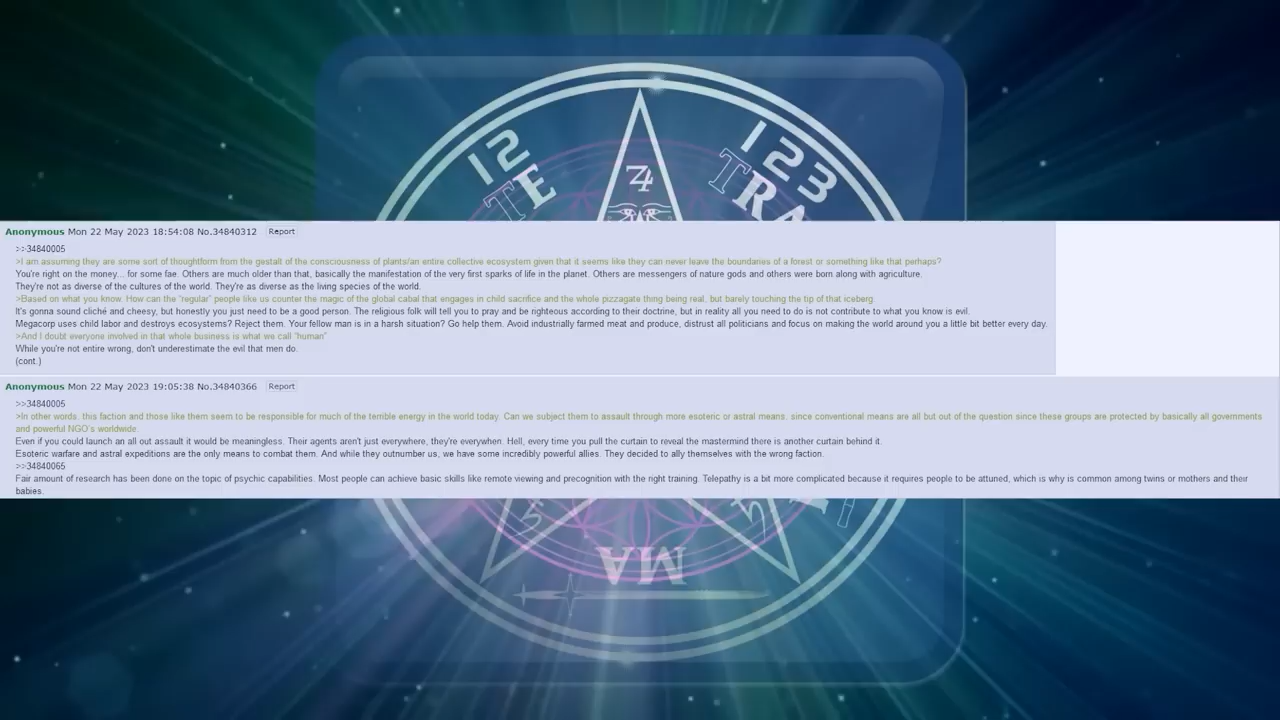 12
123
TE
TRA
Anonymous Mon 22 May 2023 18:54:08 No.34840312 Report
>>34840005
>I am assuming they are some sort of thoughtform from the gestalt of the consciousness of plants/an entire collective ecosystem given that it seems like they can never leave the boundaries of a forest or something like that perhaps?
You're right on the money... for some fae. Others are much older than that, basically the manifestation of the very first sparks of life in the planet. Others are messengers of nature gods and others were born along with agriculture.
They're not as diverse of the cultures of the world. They're as diverse as the living species of the world.
>Based on what you know. How can the "regular" people like us counter the magic of the global cabal that engages in child sacrifice and the whole pizzagate thing being real, but barely touching the tip of that iceberg.
It's gonna sound cliché and cheesy, but honestly you just need to be a good person. The religious folk will tell you to pray and be righteous according to their doctrine, but in reality all you need to do is not contribute to what you know is evil.
Megacorp uses child labor and destroys ecosystems? Reject them. Your fellow man is in a harsh situation? Go help them. Avoid industrially farmed meat and produce, distrust all politicians and focus on making the world around you a little bit better every day.
>And I doubt everyone involved in that whole business is what we call "human"
While you're not entire wrong, don't underestimate the evil that men do.
(cont.)
Anonymous Mon 22 May 2023 19:05:38 No.34840366 Report
>>34840005
>In other words, this faction and those like them seem to be responsible for much of the terrible energy in the world today. Can we subject them to assault through more esoteric or astral means, since conventional means are all but out of the question since these groups are protected by basically all governments
and powerful NGO's worldwide.
Even if you could launch an all out assault it would be meaningless. Their agents aren't just everywhere, they're everywhen. Hell, every time you pull the curtain to reveal the mastermind there is another curtain behind it.
Esoteric warfare and astral expeditions are the only means to combat them. And while they outnumber us, we have some incredibly powerful allies. They decided to ally themselves with the wrong faction.
>>34840065
Fair amount of research has been done on the topic of psychic capabilities. Most people can achieve basic skills like remote viewing and precognition with the right training. Telepathy is a bit more complicated because it requires people to be attuned, which is why is common among twins or mothers and their
babies.
MA